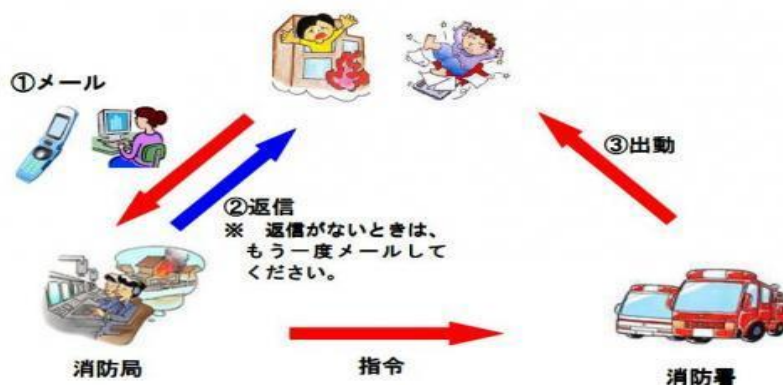 ①メール
③出動
②返信
※　返信がないときは、
もう一度メールして
ください。
消防局
指令
消防署